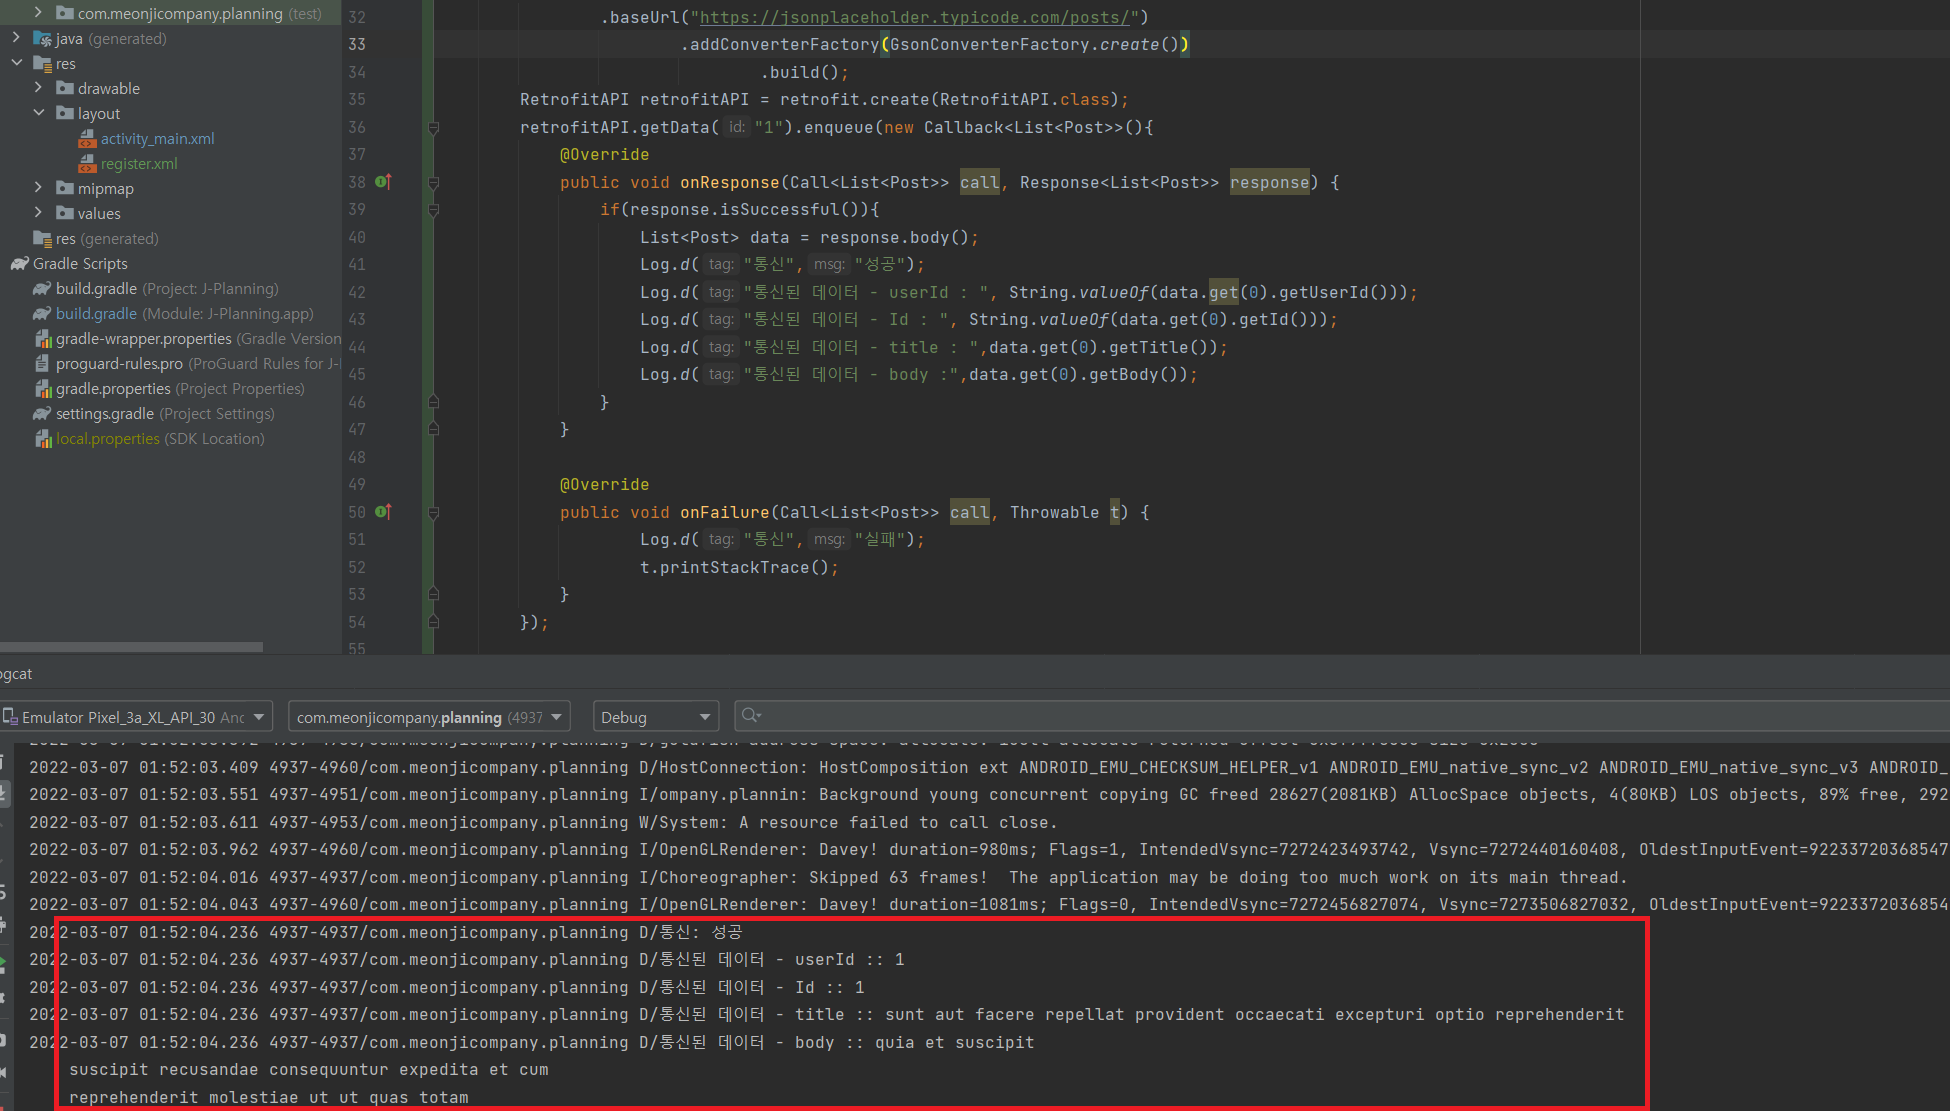 com.meonjicompany.planning (test)
java (generated)
res
drawable
layout
activity_main.xml
register.xml
mipmap
values
res (generated)
Gradle Scripts
build.gradle (Project: J-Planning)
build.gradle (Module: J-Planning.app)
gradle-wrapper.properties (Gradle Version
proguard-rules.pro (ProGuard Rules for J-
gradle.properties (Project Properties)
settings.gradle (Project Settings)
local.properties (SDK Location)
32 .baseUrl("https://jsonplaceholder.typicode.com/posts/")
33 .addConverterFactory(GsonConverterFactory.create())
34 .build();
35 RetrofitAPI retrofitAPI = retrofit.create(RetrofitAPI.class);
36 retrofitAPI.getData( id: "1").enqueue(new Callback<List<Post>>(){
37 @Override
38 public void onResponse(Call<List<Post>> call, Response<List<Post>> response) {
39 if(response.isSuccessful()){
40 List<Post> data = response.body();
41 Log.d( tag: "통신", msg: "성공");
42 Log.d( tag: "통신된 데이터 - userId : ", String.valueOf(data.get(0).getUserId()));
43 Log.d( tag: "통신된 데이터 - Id : ", String.valueOf(data.get(0).getId()));
44 Log.d( tag: "통신된 데이터 - title : ",data.get(0).getTitle());
45 Log.d( tag: "통신된 데이터 - body :",data.get(0).getBody());
46 }
47 }
48
49 @Override
50 public void onFailure(Call<List<Post>> call, Throwable t) {
51 Log.d( tag: "통신", msg: "실패");
52 t.printStackTrace();
53 }
54 });
55
ogcat
Emulator Pixel_3a_XL_API_30 And com.meonjicompany.planning (4937 Debug
2022-03-07 01:52:03.409 4937-4960/com.meonjicompany.planning D/HostConnection: HostComposition ext ANDROID_EMU_CHECKSUM_HELPER_v1 ANDROID_EMU_native_sync_v2 ANDROID_EMU_native_sync_v3 ANDROID_
2022-03-07 01:52:03.551 4937-4951/com.meonjicompany.planning I/ompany.plannin: Background young concurrent copying GC freed 28627(2081KB) AllocSpace objects, 4(80KB) LOS objects, 89% free, 292
2022-03-07 01:52:03.611 4937-4953/com.meonjicompany.planning W/System: A resource failed to call close.
2022-03-07 01:52:03.962 4937-4960/com.meonjicompany.planning I/OpenGLRenderer: Davey! duration=980ms; Flags=1, IntendedVsync=7272423493742, Vsync=7272440160408, OldestInputEvent=92233720368547
2022-03-07 01:52:04.016 4937-4937/com.meonjicompany.planning I/Choreographer: Skipped 63 frames!  The application may be doing too much work on its main thread.
2022-03-07 01:52:04.043 4937-4960/com.meonjicompany.planning I/OpenGLRenderer: Davey! duration=1081ms; Flags=0, IntendedVsync=7272456827074, Vsync=7273506827032, OldestInputEvent=9223372036854
2022-03-07 01:52:04.236 4937-4937/com.meonjicompany.planning D/통신: 성공
2022-03-07 01:52:04.236 4937-4937/com.meonjicompany.planning D/통신된 데이터 - userId :: 1
2022-03-07 01:52:04.236 4937-4937/com.meonjicompany.planning D/통신된 데이터 - Id :: 1
2022-03-07 01:52:04.236 4937-4937/com.meonjicompany.planning D/통신된 데이터 - title :: sunt aut facere repellat provident occaecati excepturi optio reprehenderit
2022-03-07 01:52:04.236 4937-4937/com.meonjicompany.planning D/통신된 데이터 - body :: quia et suscipit
suscipit recusandae consequuntur expedita et cum
reprehenderit molestiae ut ut quas totam